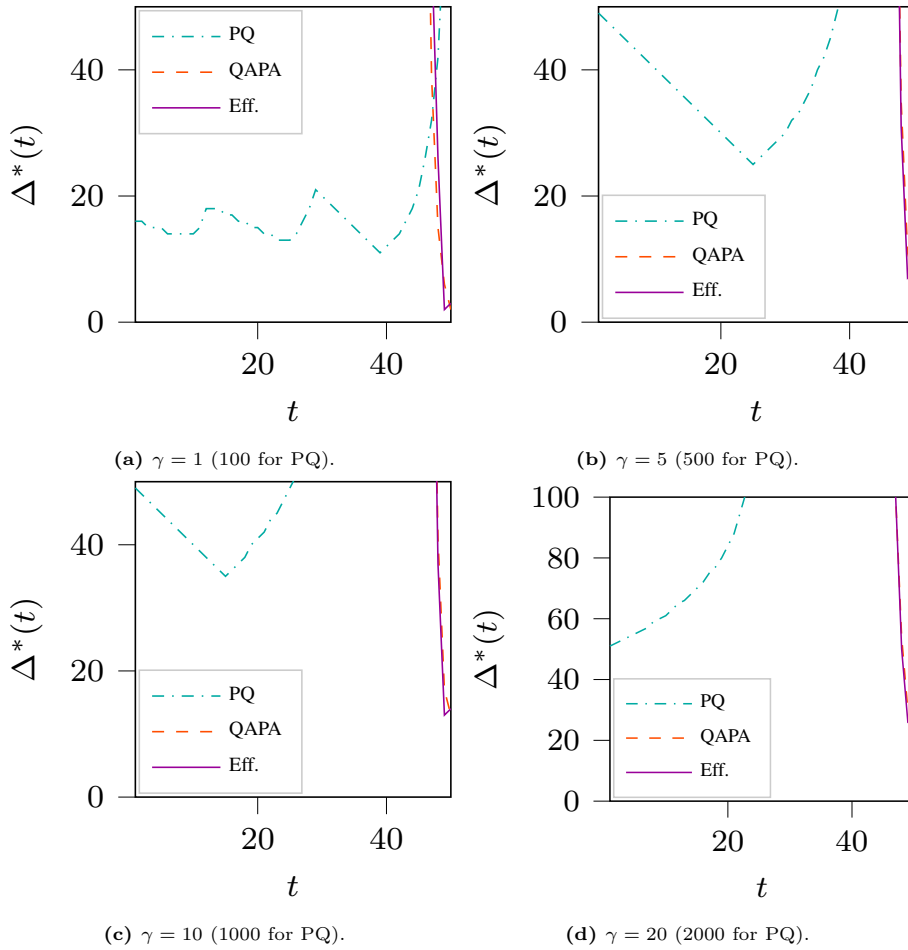 PQ
QAPA
Eff.
Δ*(t)
0
20
40
20
40
t
(a) γ = 1 (100 for PQ).
PQ
QAPA
Eff.
Δ*(t)
0
20
40
20
40
t
(b) γ = 5 (500 for PQ).
PQ
QAPA
Eff.
Δ*(t)
0
20
40
20
40
t
(c) γ = 10 (1000 for PQ).
PQ
QAPA
Eff.
Δ*(t)
0
20
40
60
80
100
20
40
t
(d) γ = 20 (2000 for PQ).